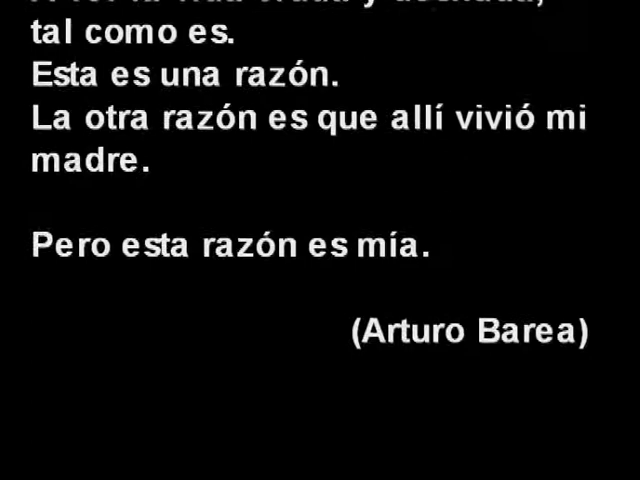 y
tal como es.
Esta es una razón.
La otra razón es que allí vivió mi
madre.
Pero esta razón es mía.
(Arturo Barea)